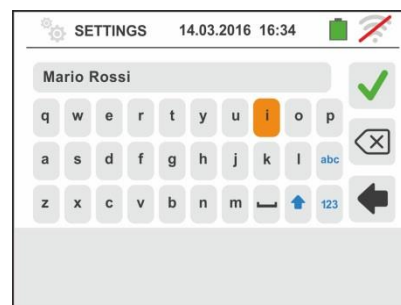 SETTINGS 14.03.2016 16:34
Mario Rossi
q w e r t y u i o p
a s d f g h j k l abc
z x c v b n m 123